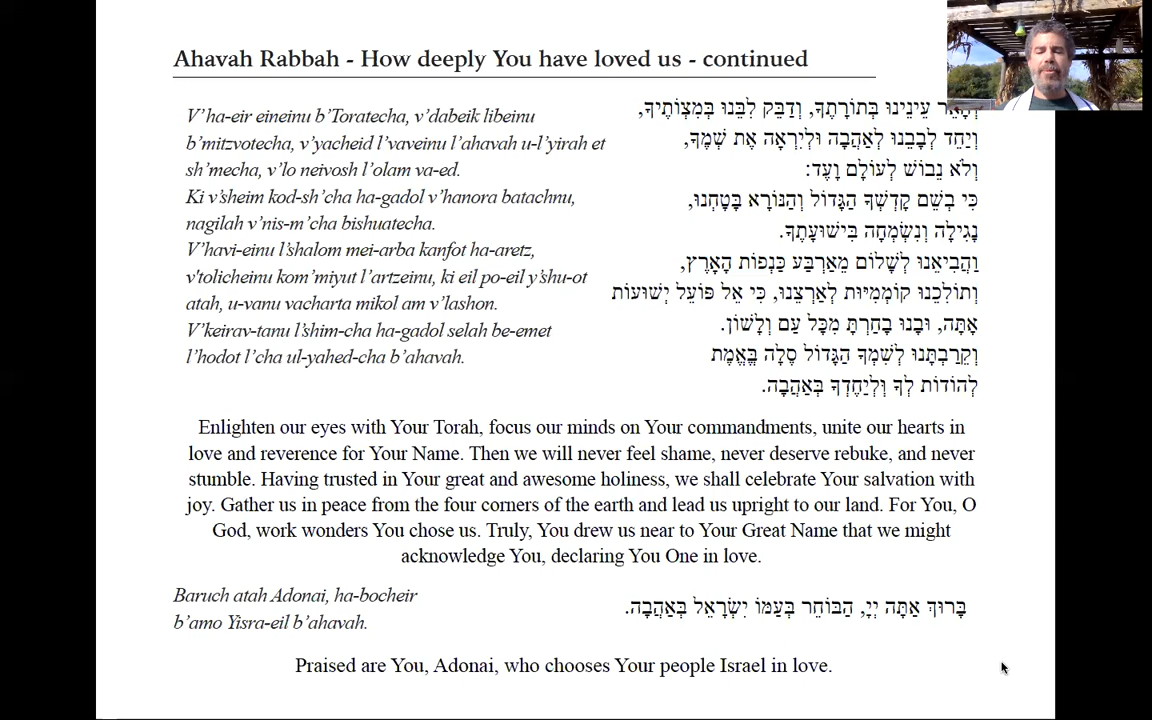 Ahavah Rabbah - How deeply You have loved us - continued
V’ha-eir eineinu b’Toratecha, v’dabeik libeinu
b’mitzvotecha, v’yacheid l’vaveinu l’ahavah u-l’yirah et
sh’mecha, v’lo neivosh l’olam va-ed.
Ki v’sheim kod-sh’cha ha-gadol v’hanora batachnu,
nagilah v’nis-m’cha bishuatecha.
V’havi-einu l’shalom mei-arba kanfot ha-aretz,
v'tolicheinu kom’miyut l’artzeinu, ki eil po-eil y’shu-ot
atah, u-vanu vacharta mikol am v’lashon.
V’keirav-tanu l’shim-cha ha-gadol selah be-emet
l’hodot l’cha ul-yahed-cha b’ahavah.
עֵינֵינוּ בְּתוֹרָתֶךָ, וְדַבֵּק לִבֵּנוּ בְּמִצְוֹתֶיךָ,
וְיַחֵד לְבָבֵנוּ לְאַהֲבָה וּלְיִרְאָה אֶת שְׁמֶךָ,
וְלֹא נֵבוֹשׁ לְעוֹלָם וָעֶד:
כִּי בְשֵׁם קָדְשְׁךָ הַגָּדוֹל וְהַנּוֹרָא בָּטָחְנוּ,
נָגִילָה וְנִשְׂמְחָה בִּישׁוּעָתֶךָ.
וַהֲבִיאֵנוּ לְשָׁלוֹם מֵאַרְבַּע כַּנְפוֹת הָאָרֶץ,
וְתוֹלִכֵנוּ קוֹמְמִיּוּת לְאַרְצֵנוּ, כִּי אֵל פּוֹעֵל יְשׁוּעוֹת
אָתָּה, וּבָנוּ בָחַרְתָּ מִכָּל עַם וְלָשׁוֹן.
וְקֵרַבְתָּנוּ לְשִׁמְךָ הַגָּדוֹל סֶלָה בֶּאֱמֶת
לְהוֹדוֹת לְךָ וּלְיַחֶדְךָ בְּאַהֲבָה.
Enlighten our eyes with Your Torah, focus our minds on Your commandments, unite our hearts in
love and reverence for Your Name. Then we will never feel shame, never deserve rebuke, and never
stumble. Having trusted in Your great and awesome holiness, we shall celebrate Your salvation with
joy. Gather us in peace from the four corners of the earth and lead us upright to our land. For You, O
God, work wonders You chose us. Truly, You drew us near to Your Great Name that we might
acknowledge You, declaring You One in love.
Baruch atah Adonai, ha-bocheir
b’amo Yisra-eil b’ahavah.
בָּרוּךְ אַתָּה יְיָ, הַבּוֹחֵר בְּעַמּוֹ יִשְׂרָאֵל בְּאַהֲבָה.
Praised are You, Adonai, who chooses Your people Israel in love.